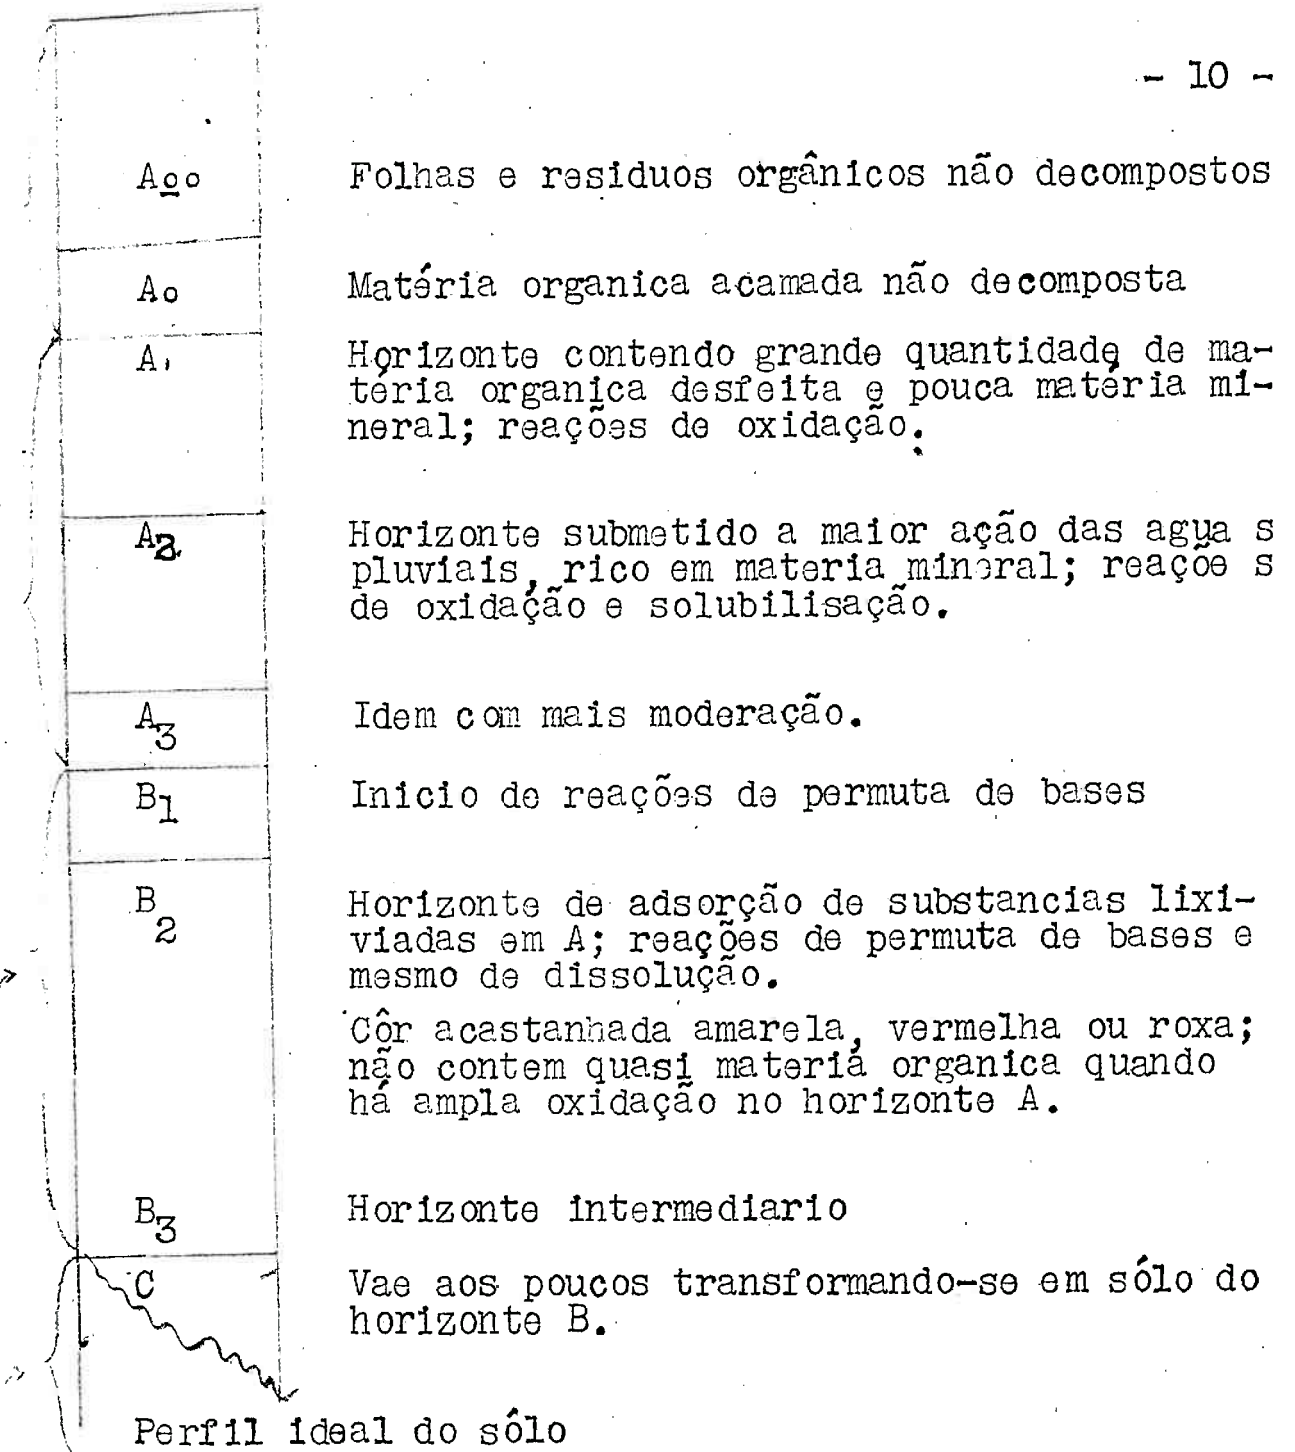 - 10 -
Aoo Folhas e residuos orgânicos não decompostos
Ao Matéria organica acamada não decomposta
A1 Horizonte contendo grande quantidade de ma-
téria organica desfeita e pouca matéria mi-
neral; reações de oxidação.
A2 Horizonte submetido a maior ação das agua s
pluviais, rico em materia mineral; reaçõe s
de oxidação e solubilisação.
A3 Idem com mais moderação.
B1 Inicio de reações de permuta de bases
B2 Horizonte de adsorção de substancias lixi-
viadas em A; reações de permuta de bases e
mesmo de dissolução.
Côr acastanhada amarela, vermelha ou roxa;
não contem quasi materia organica quando
há ampla oxidação no horizonte A.
B3 Horizonte intermediario
C Vae aos poucos transformando-se em sólo do
horizonte B.
Perfil ideal do sólo